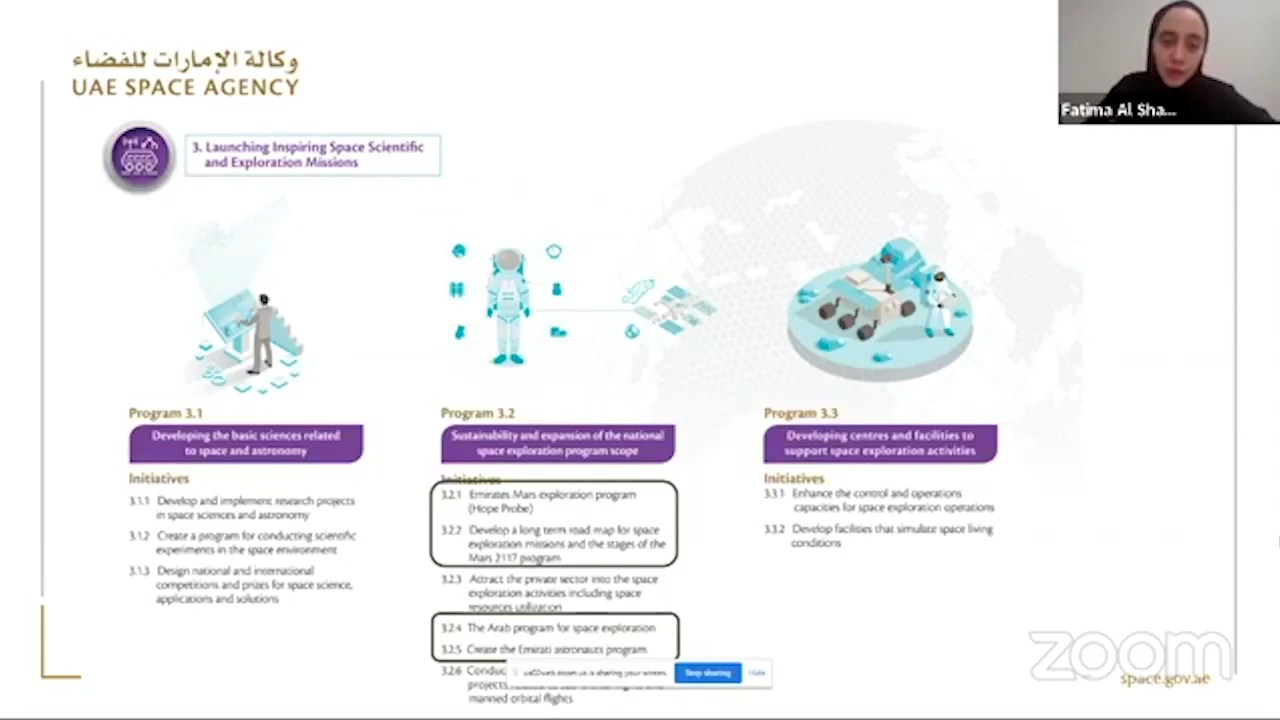 وكالة الإمارات للفضاء
UAE SPACE AGENCY
Fatima Al Sha...
3. Launching Inspiring Space Scientific
and Exploration Missions
Program 3.1
Developing the basic sciences related
to space and astronomy
Initiatives
3.1.1 Develop and implement research projects
in space sciences and astronomy
3.1.2 Create a program for conducting scientific
experiments in the space environment
3.1.3 Design national and international
competitions and prizes for space science,
applications and solutions
Program 3.2
Sustainability and expansion of the national
space exploration program scope
Initiatives
3.2.1 Emirates Mars exploration program
(Hope Probe)
3.2.2 Develop a long term road map for space
exploration missions and the stages of the
Mars 2117 program
3.2.3 Attract the private sector into the space
exploration activities including space
resources utilization
3.2.4 The Arab program for space exploration
3.2.5 Create the Emirati astronauts program
3.2.6 Conduc
projects
manned orbital flights
is sharing your screen.
Stop sharing
Hide
Program 3.3
Developing centres and facilities to
support space exploration activities
Initiatives
3.3.1 Enhance the control and operations
capacities for space exploration operations
3.3.2 Develop facilities that simulate space living
conditions
zoom
space.gov.ae